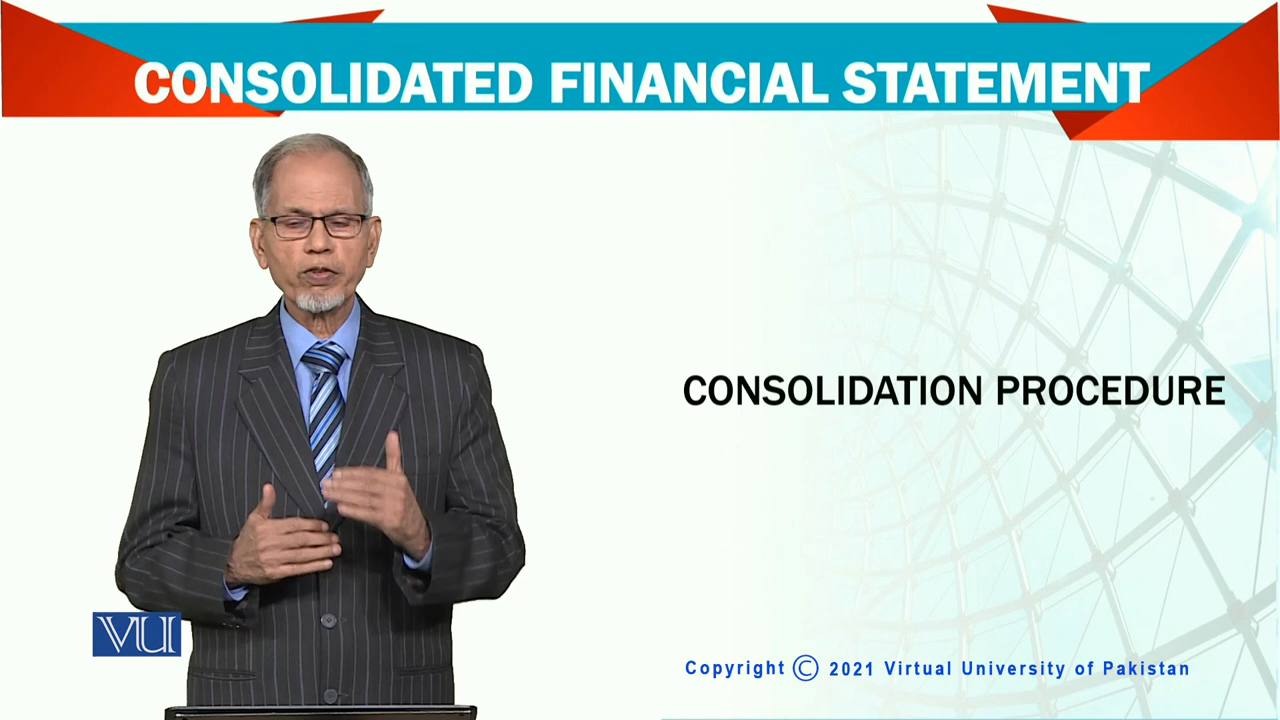 CONSOLIDATED FINANCIAL STATEMENT
CONSOLIDATION PROCEDURE
VU
Copyright © 2021 Virtual University of Pakistan